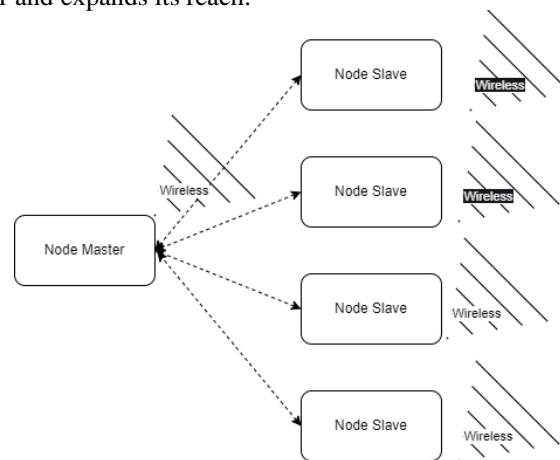 and expands its reach.
Node Slave
Wireless
Wireless
Node Slave
Wireless
Node Master
Node Slave
Wireless
Node Slave
Wireless